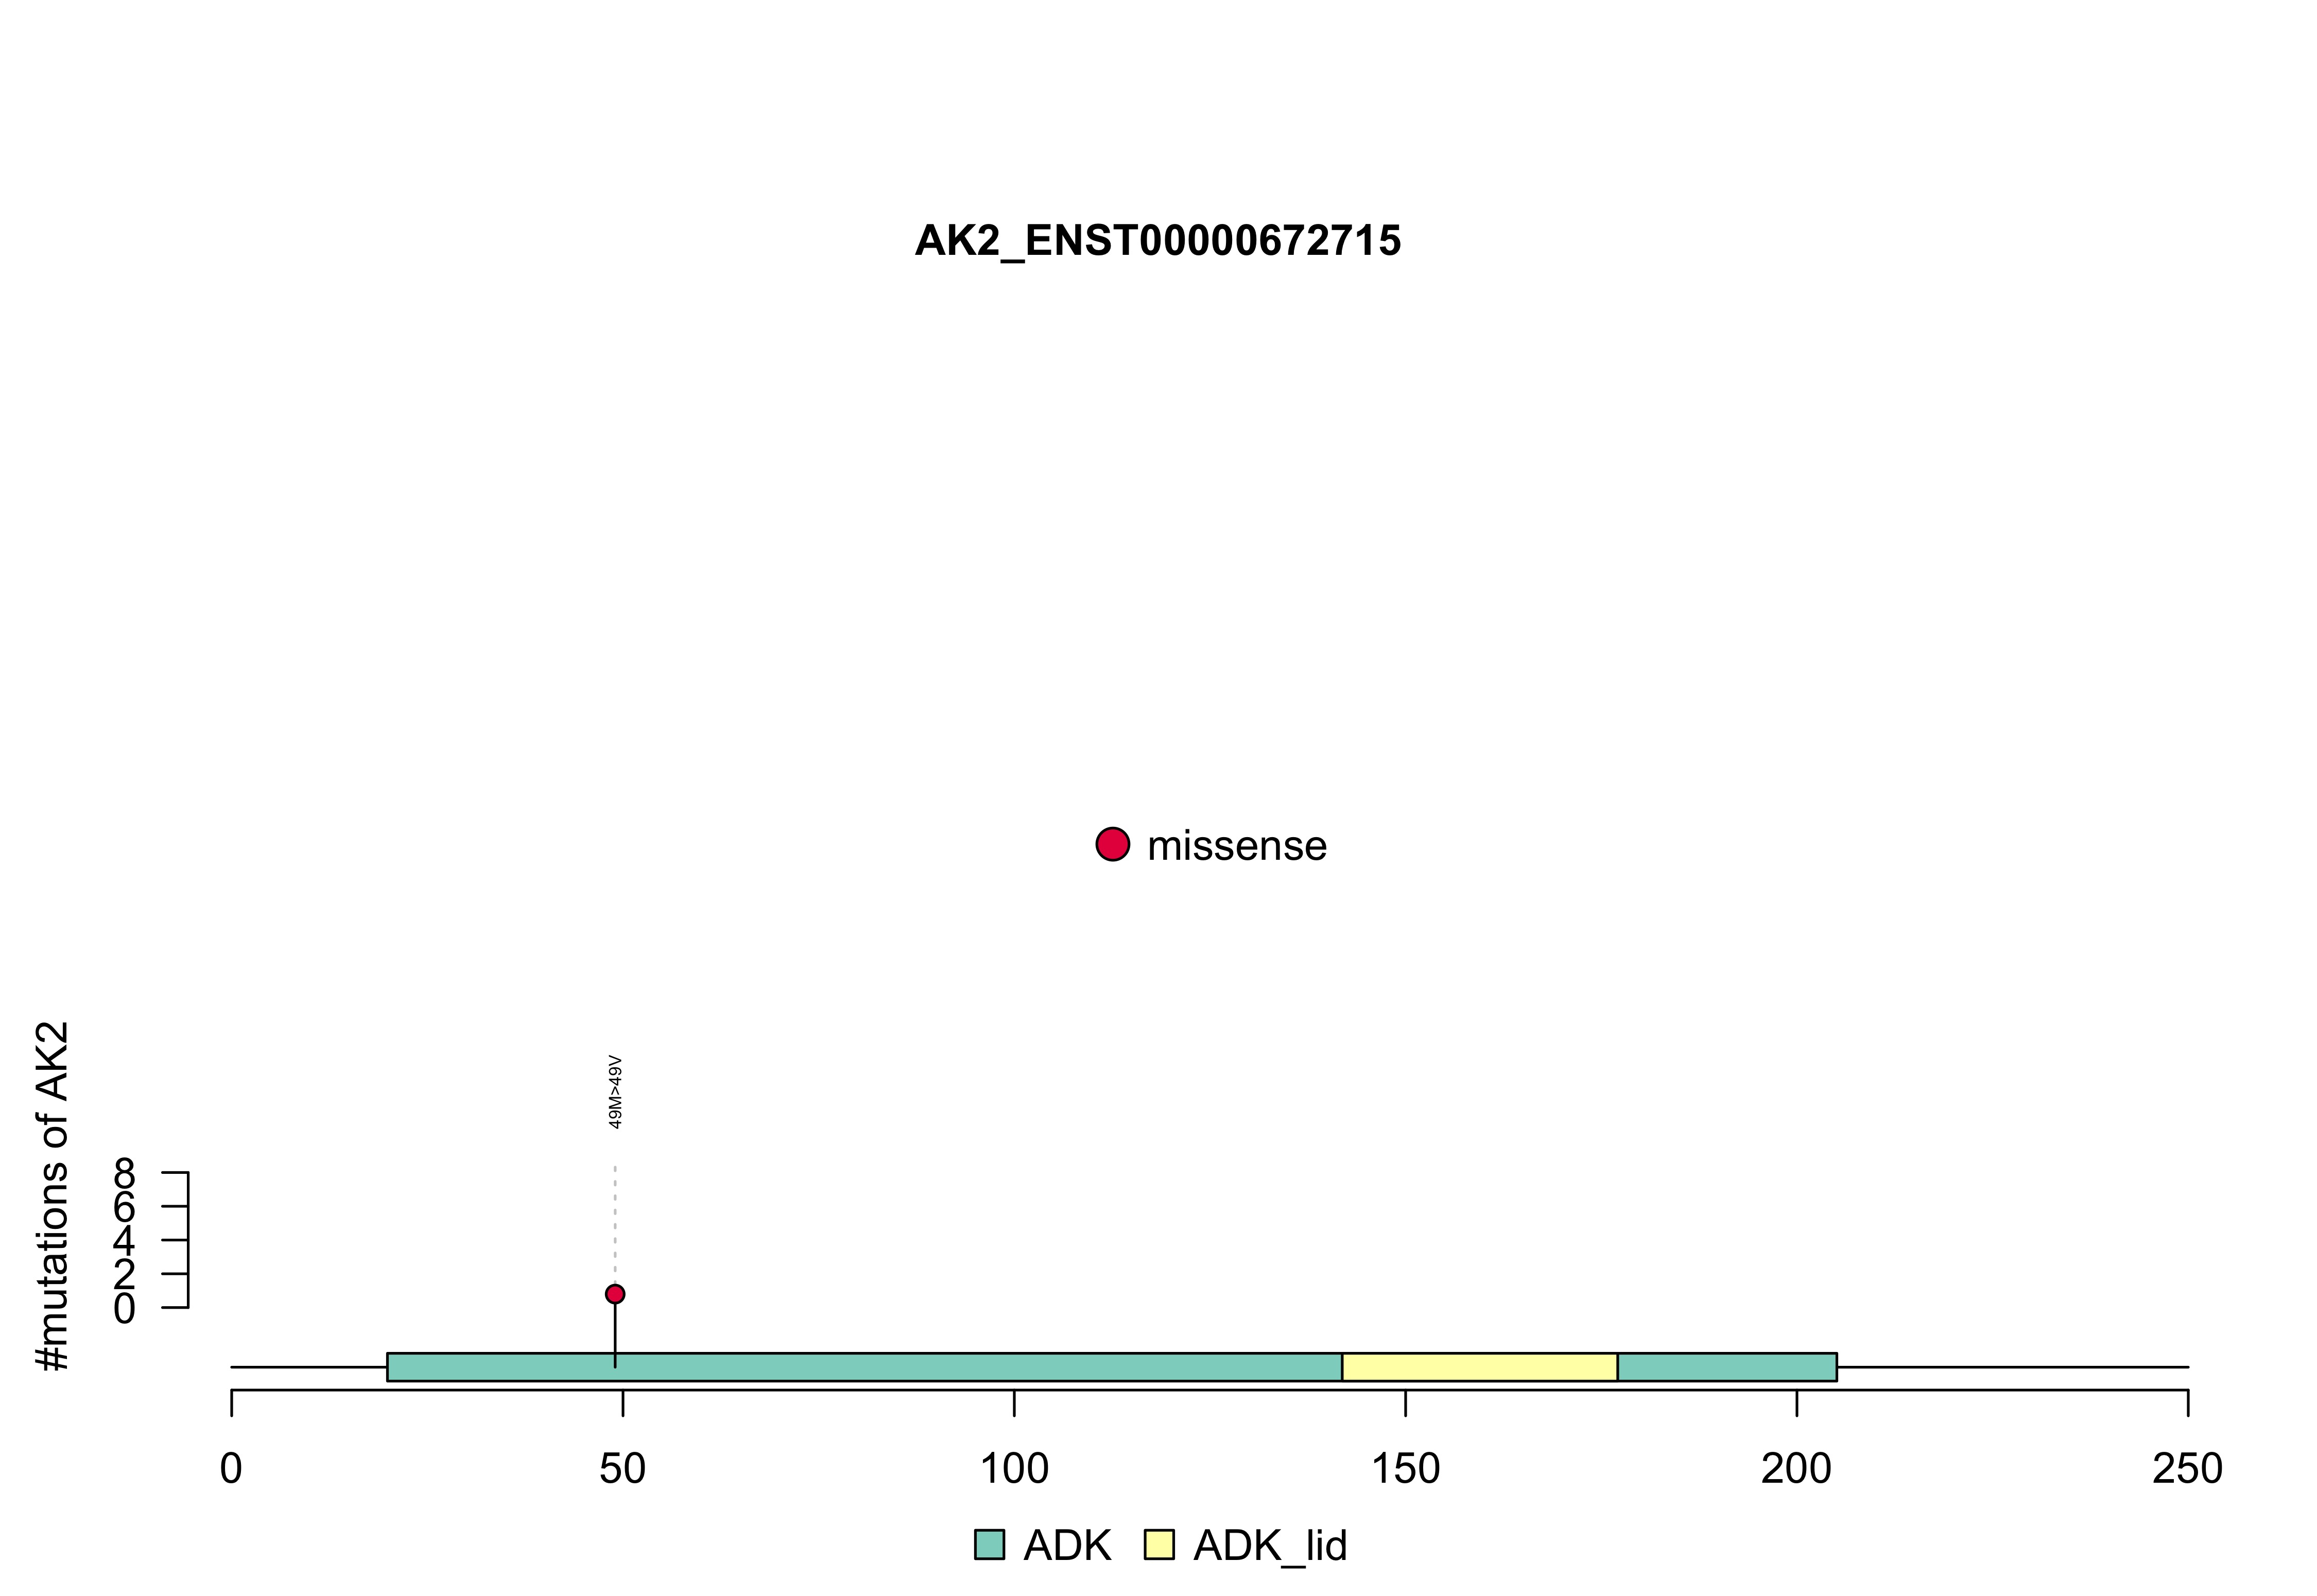 AK2_ENST00000672715
missense
#mutations of AK2
49M>49V
8
6
4
2
0
0 50 100 150 200 250
ADK ADK_lid